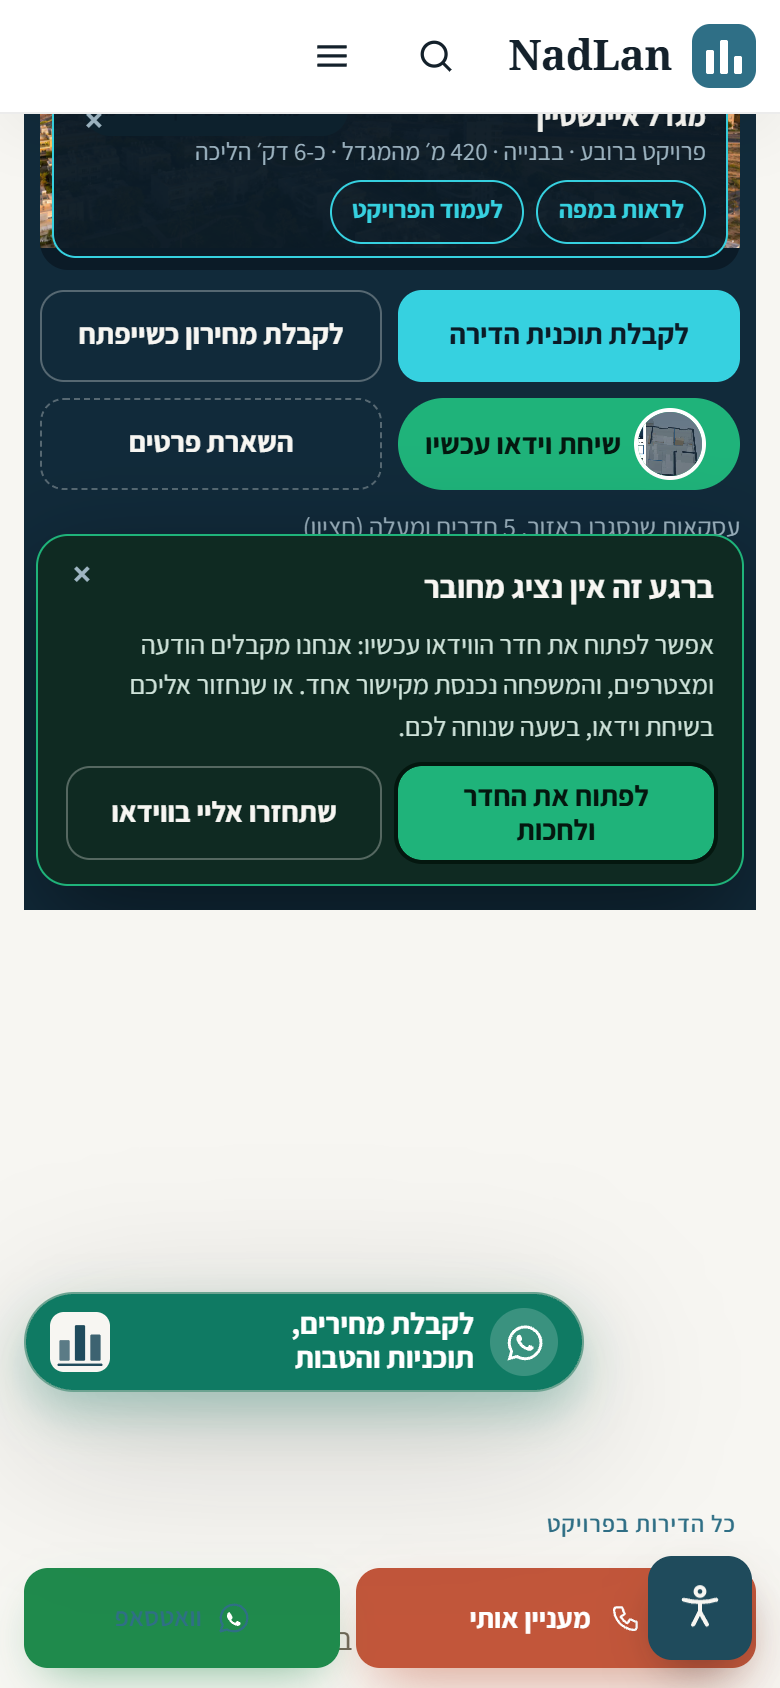 NadLan
מגדל איינשטיין
×
פרויקט ברובע · בבנייה · 420 מ׳ מהמגדל · כ-6 דק׳ הליכה
לראות במפה
לעמוד הפרויקט
לקבלת תוכנית הדירה
לקבלת מחירון כשייפתח
שיחת וידאו עכשיו
השארת פרטים
עסקאות שנסגרו באזור, 5 חדרים ומעלה (חציון)
ברגע זה אין נציג מחובר
×
אפשר לפתוח את חדר הווידאו עכשיו: אנחנו מקבלים הודעה
ומצטרפים, והמשפחה נכנסת מקישור אחד. או שנחזור אליכם
בשיחת וידאו, בשעה שנוחה לכם.
לפתוח את החדר
ולחכות
שתחזרו אליי בווידאו
לקבלת מחירים,
תוכניות והטבות
כל הדירות בפרויקט
מעניין אותי
וואטסאפ